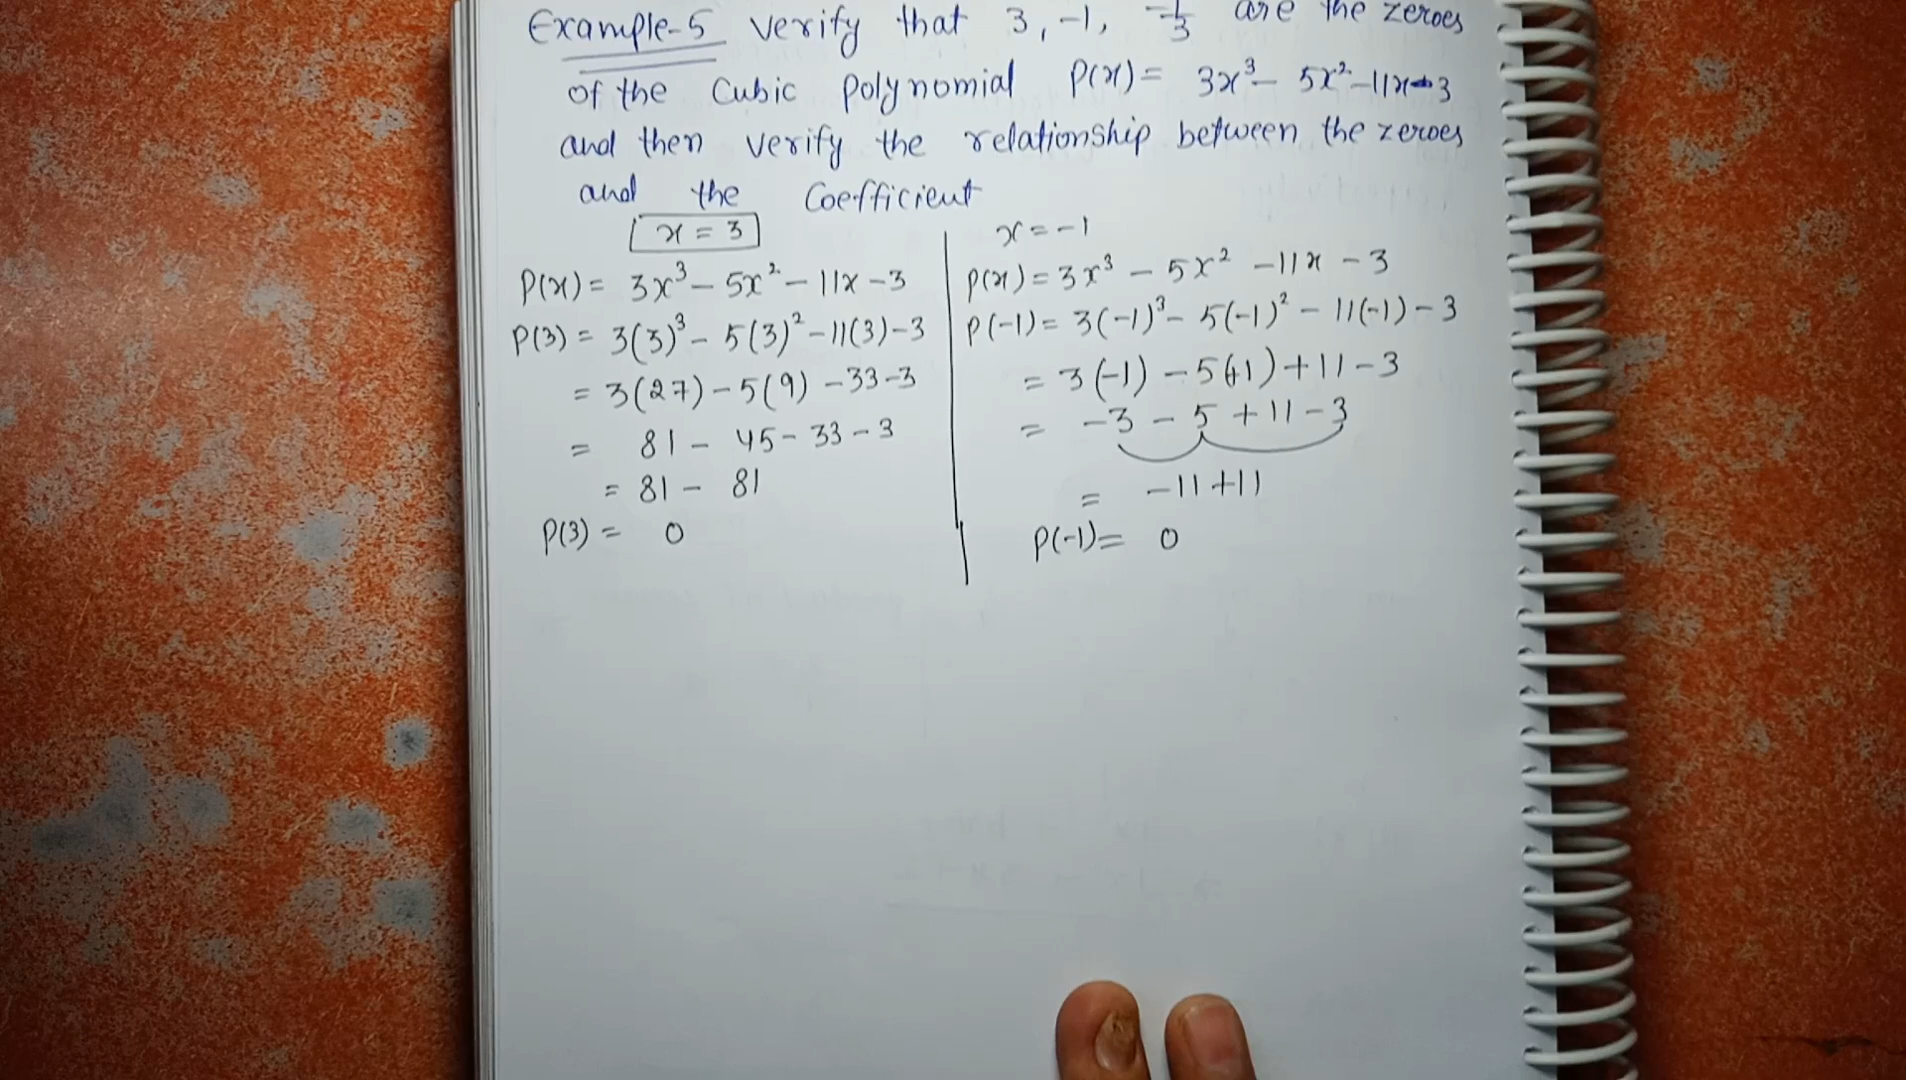 Example-5 verify that 3, -1, -1/3 are the zeroes
of the Cubic polynomial P(x) = 3x³ - 5x² - 11x - 3
and then verify the relationship between the zeroes
and the Coefficient
x = 3
P(x) = 3x³ - 5x² - 11x - 3
P(3) = 3(3)³ - 5(3)² - 11(3) - 3
= 3(27) - 5(9) - 33 - 3
= 81 - 45 - 33 - 3
= 81 - 81
P(3) = 0
x = -1
P(x) = 3x³ - 5x² - 11x - 3
P(-1) = 3(-1)³ - 5(-1)² - 11(-1) - 3
= 3(-1) - 5(+1) + 11 - 3
= -3 - 5 + 11 - 3
= -11 + 11
P(-1) = 0